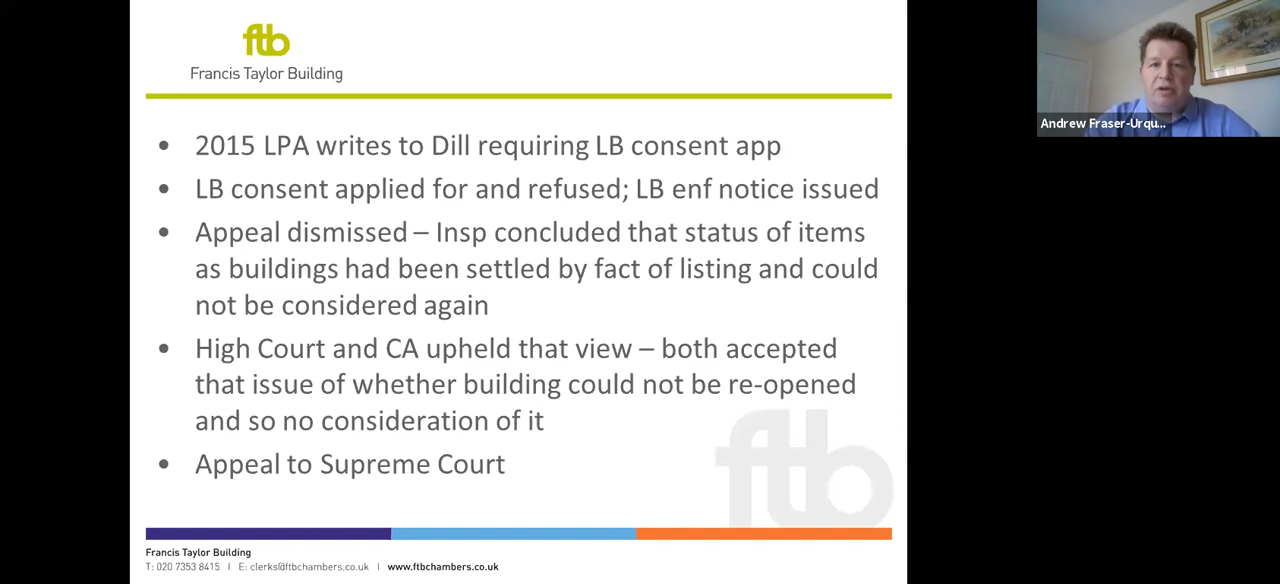 ftb
Francis Taylor Building
• 2015 LPA writes to Dill requiring LB consent app
• LB consent applied for and refused; LB enf notice issued
• Appeal dismissed – Insp concluded that status of items
as buildings had been settled by fact of listing and could
not be considered again
• High Court and CA upheld that view – both accepted
that issue of whether building could not be re-opened
and so no consideration of it
• Appeal to Supreme Court
ftb
Francis Taylor Building
T: 020 7353 8415 | E: clerks@ftbchambers.co.uk | www.ftbchambers.co.uk
Andrew Fraser-Urqu...